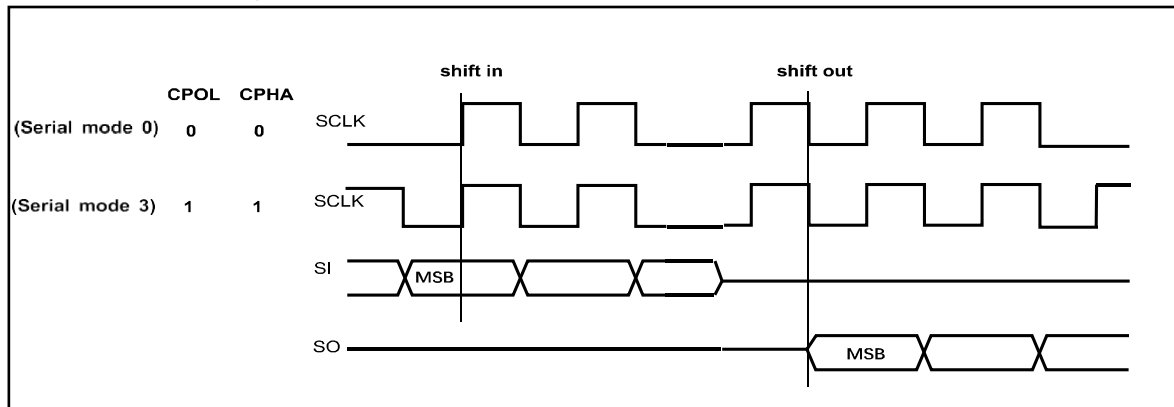 shift in
shift out
CPOL CPHA
(Serial mode 0) 0 0 SCLK
(Serial mode 3) 1 1 SCLK
SI MSB
SO MSB